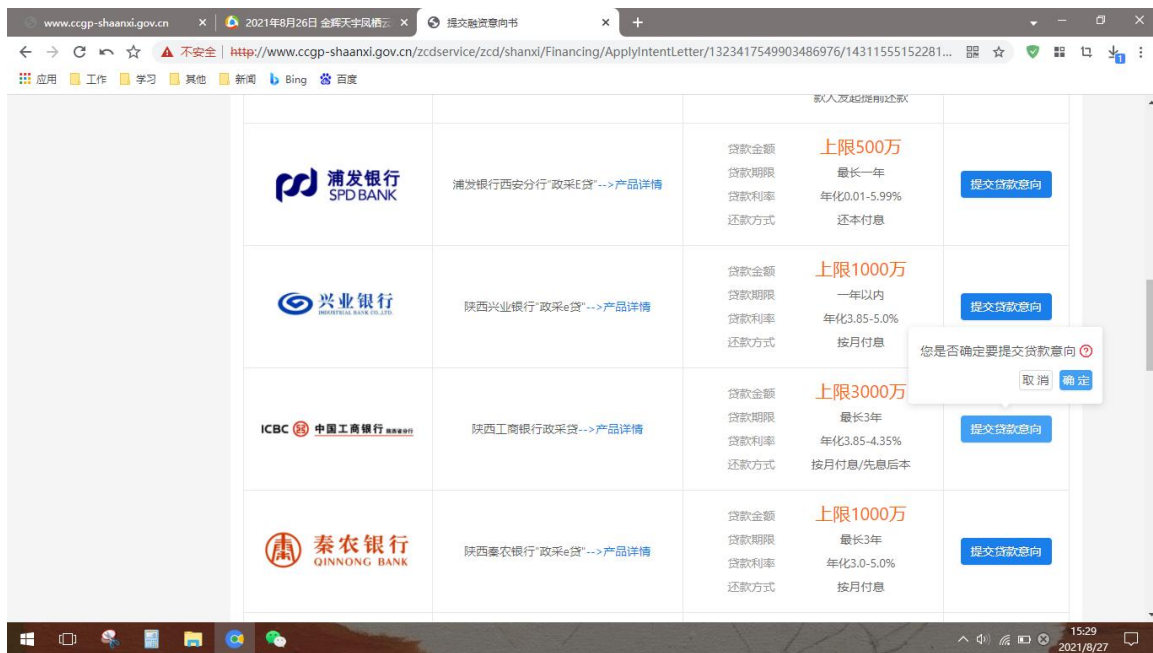 www.ccgp-shaanxi.gov.cn
2021年8月26日 金辉天宇凤栖云
提交融资意向书
不安全 | http://www.ccgp-shaanxi.gov.cn/zcdservice/zcd/shanxi/Financing/ApplyIntentLetter/1323417549903486976/14311555152281...
应用 工作 学习 其他 新闻 Bing 百度
款人发起提前还款
浦发银行
SPD BANK
浦发银行西安分行"政采E贷"-->产品详情
贷款金额 上限500万
贷款期限 最长一年
贷款利率 年化0.01-5.99%
还款方式 还本付息
提交贷款意向
兴业银行
INDUSTRIAL BANK CO.,LTD.
陕西兴业银行"政采e贷"-->产品详情
贷款金额 上限1000万
贷款期限 一年以内
贷款利率 年化3.85-5.0%
还款方式 按月付息
提交贷款意向
您是否确定要提交贷款意向
取消 确定
ICBC 中国工商银行 陕西省分行
陕西工商银行政采贷-->产品详情
贷款金额 上限3000万
贷款期限 最长3年
贷款利率 年化3.85-4.35%
还款方式 按月付息/先息后本
提交贷款意向
秦农银行
QINNONG BANK
陕西秦农银行"政采e贷"-->产品详情
贷款金额 上限1000万
贷款期限 最长3年
贷款利率 年化3.0-5.0%
还款方式 按月付息
提交贷款意向
15:29
2021/8/27